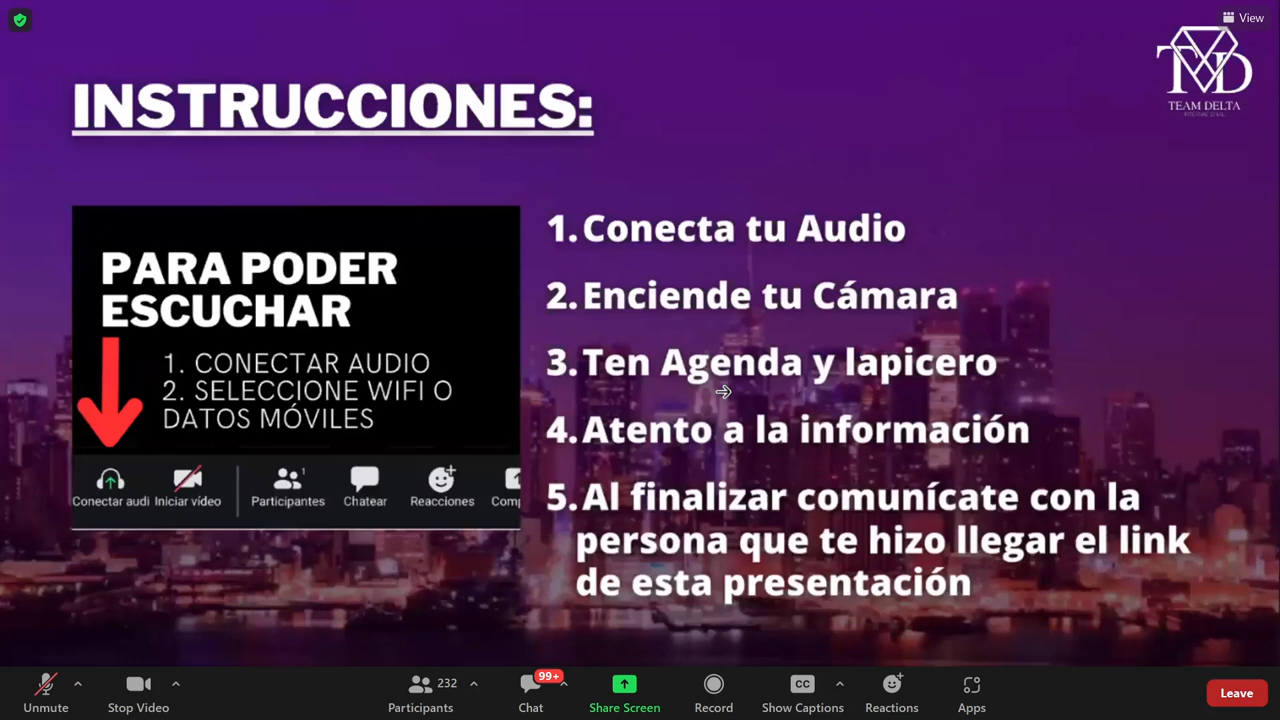 View
TMD
TEAM DELTA
INSTRUCCIONES:
PARA PODER
ESCUCHAR
1. CONECTAR AUDIO
2. SELECCIONE WIFI O
DATOS MÓVILES
Conectar audi
Iniciar vídeo
Participantes
1
Chatear
Reacciones
Comp
1. Conecta tu Audio
2. Enciende tu Cámara
3. Ten Agenda y lapicero
4. Atento a la información
5. Al finalizar comunícate con la
persona que te hizo llegar el link
de esta presentación
Unmute
Stop Video
232
Participants
99+
Chat
Share Screen
Record
CC
Show Captions
Reactions
Apps
Leave